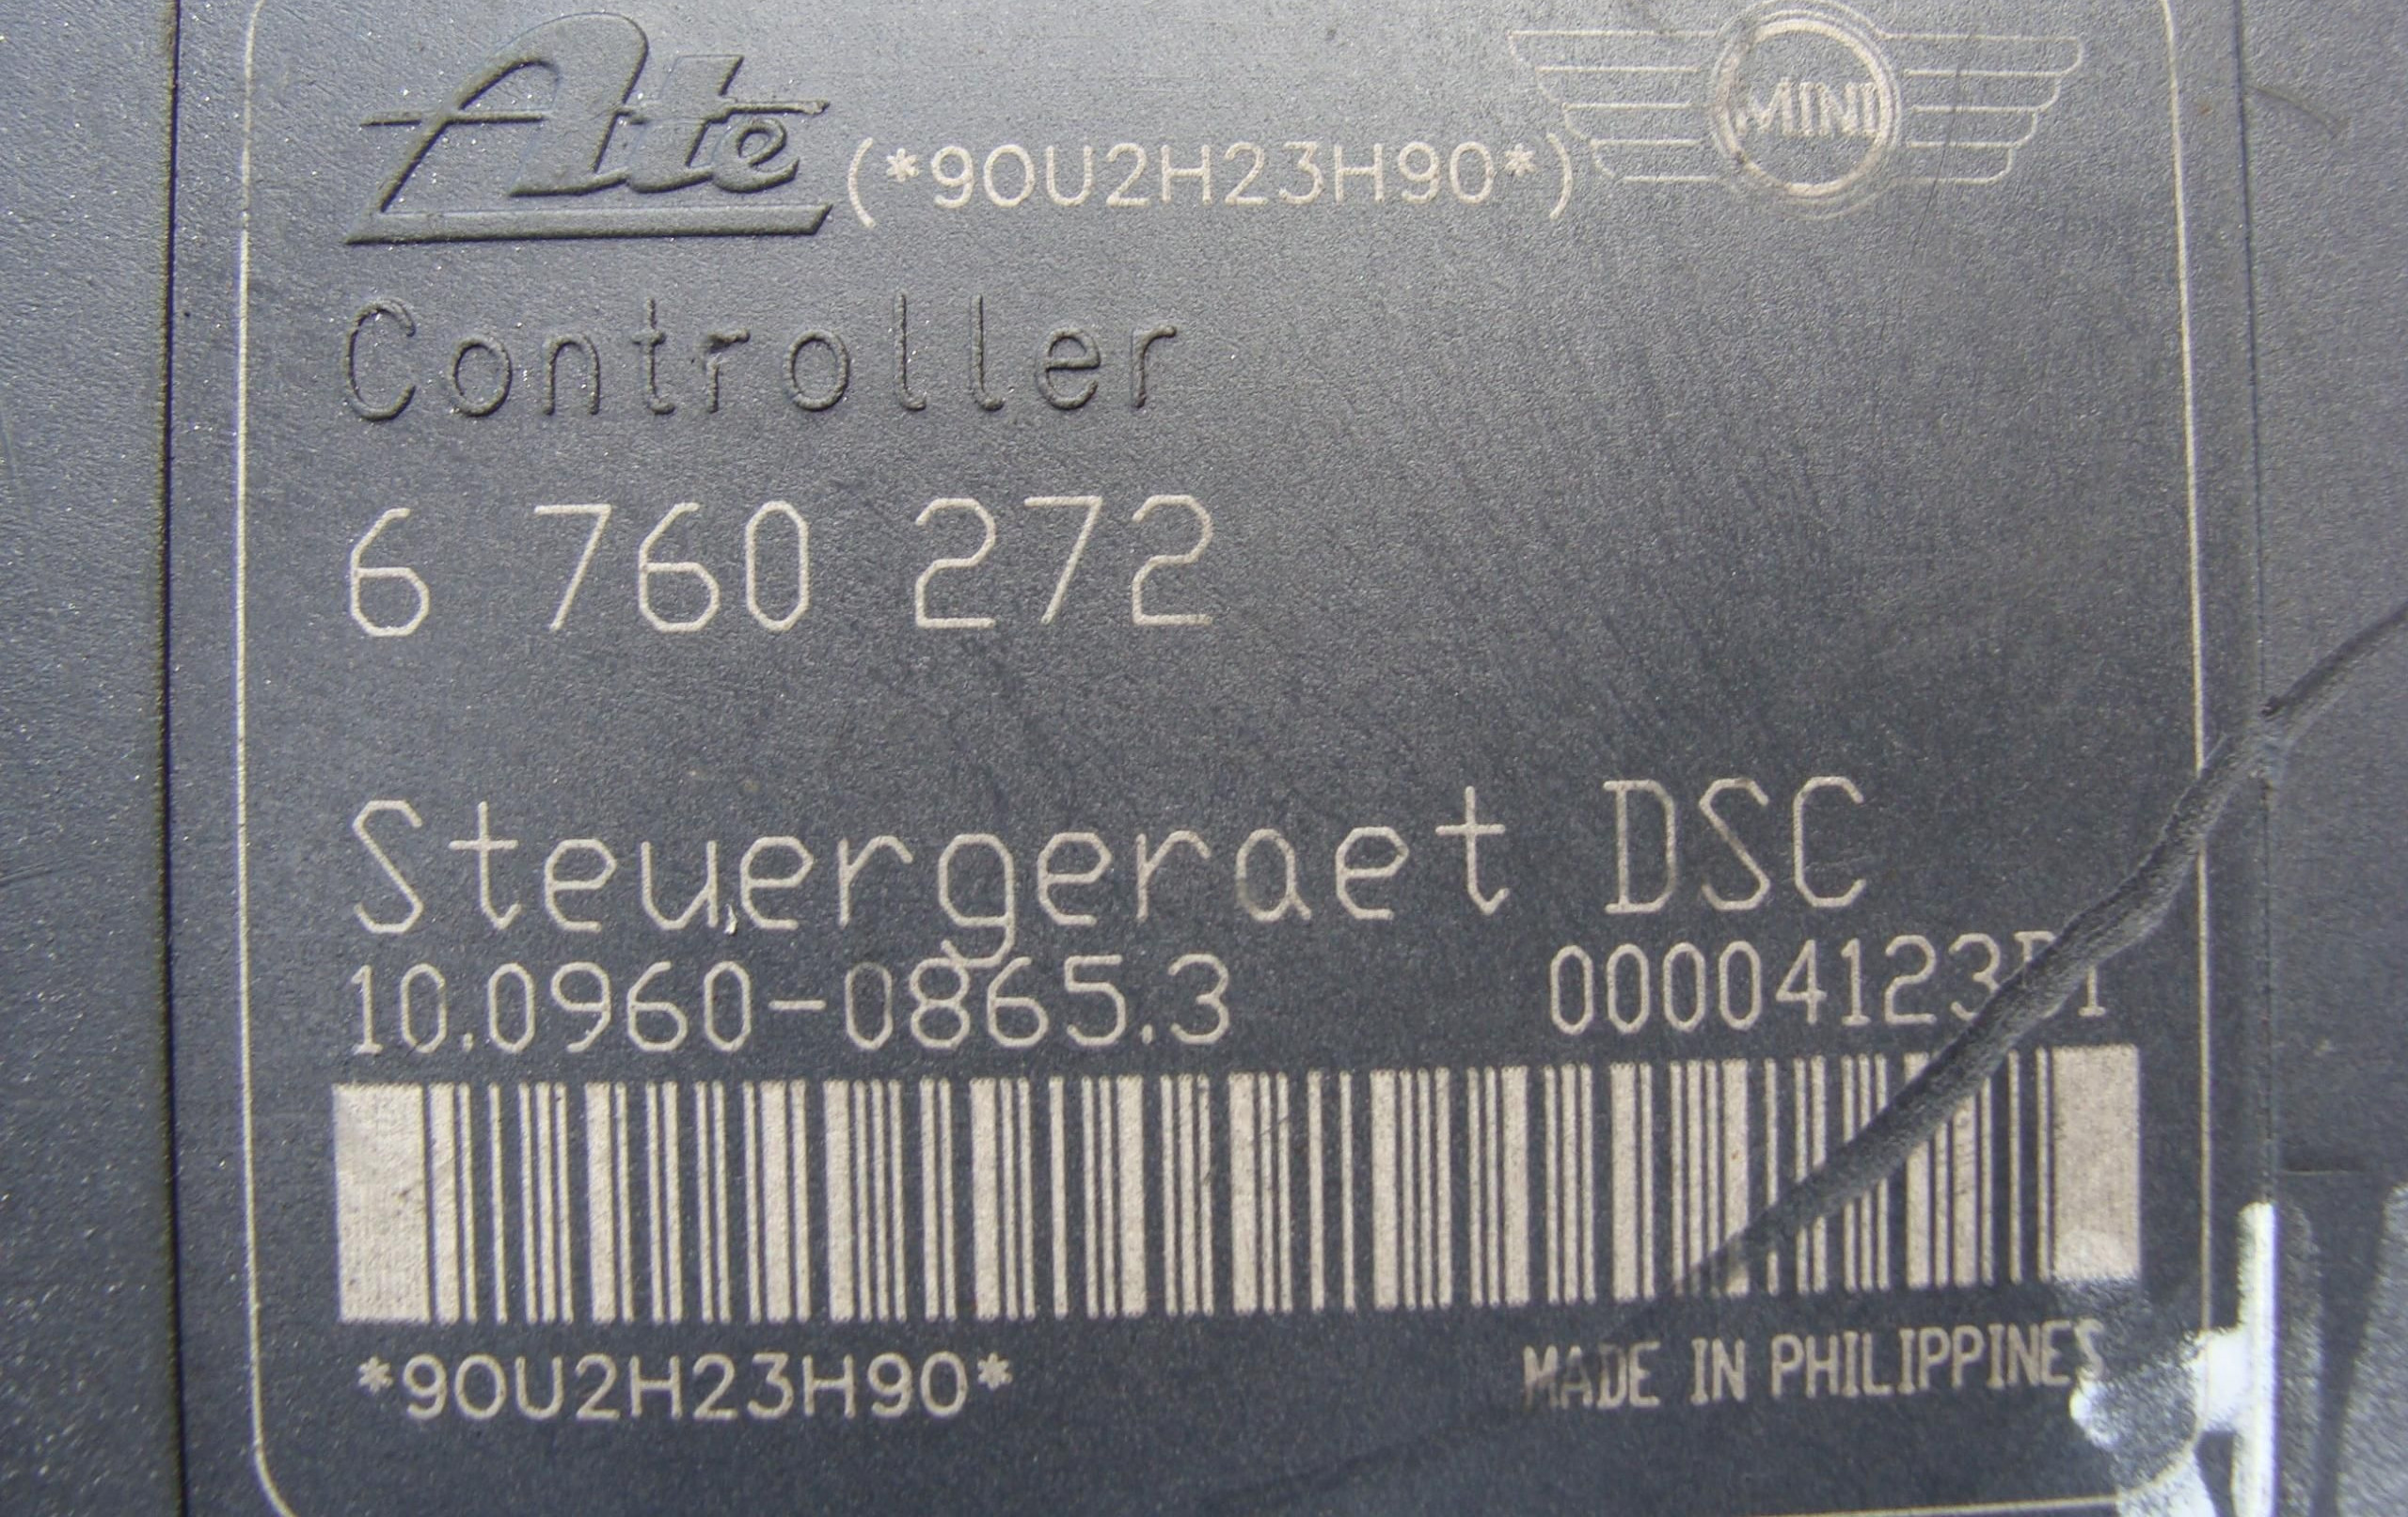 Ate (*90U2H23H90*) MINI
Controller
6 760 272
Steuergeraet DSC
10.0960-0865.3
*90U2H23H90* MADE IN PHILIPPINES